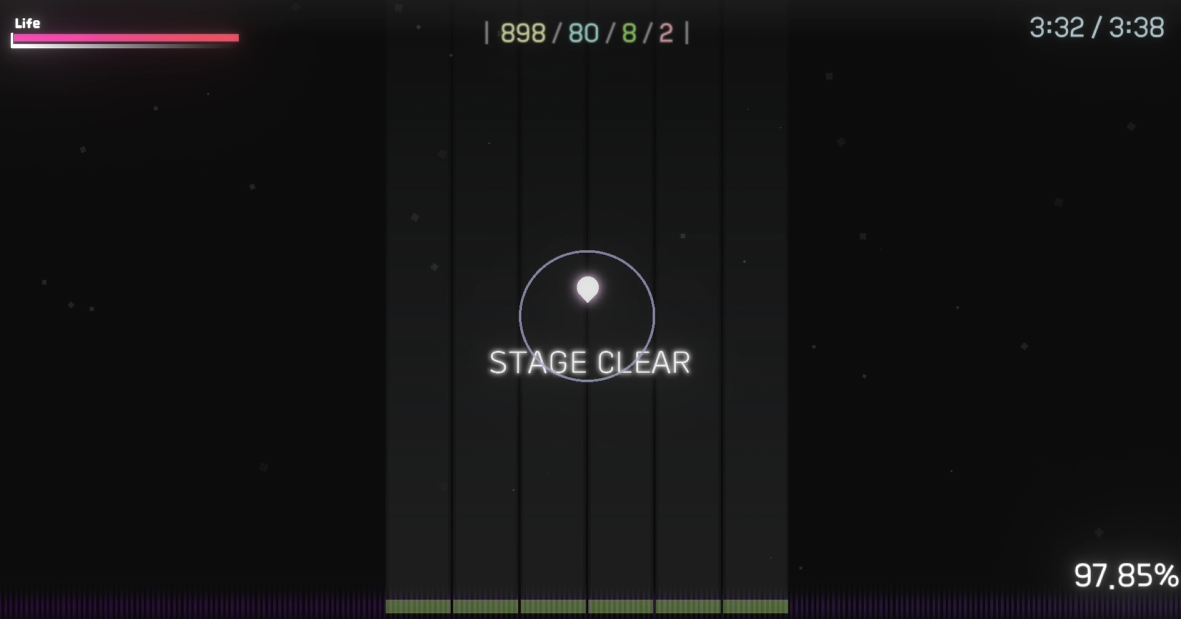 Life
| 898 / 80 / 8 / 2 |
3:32 / 3:38
STAGE CLEAR
97.85%